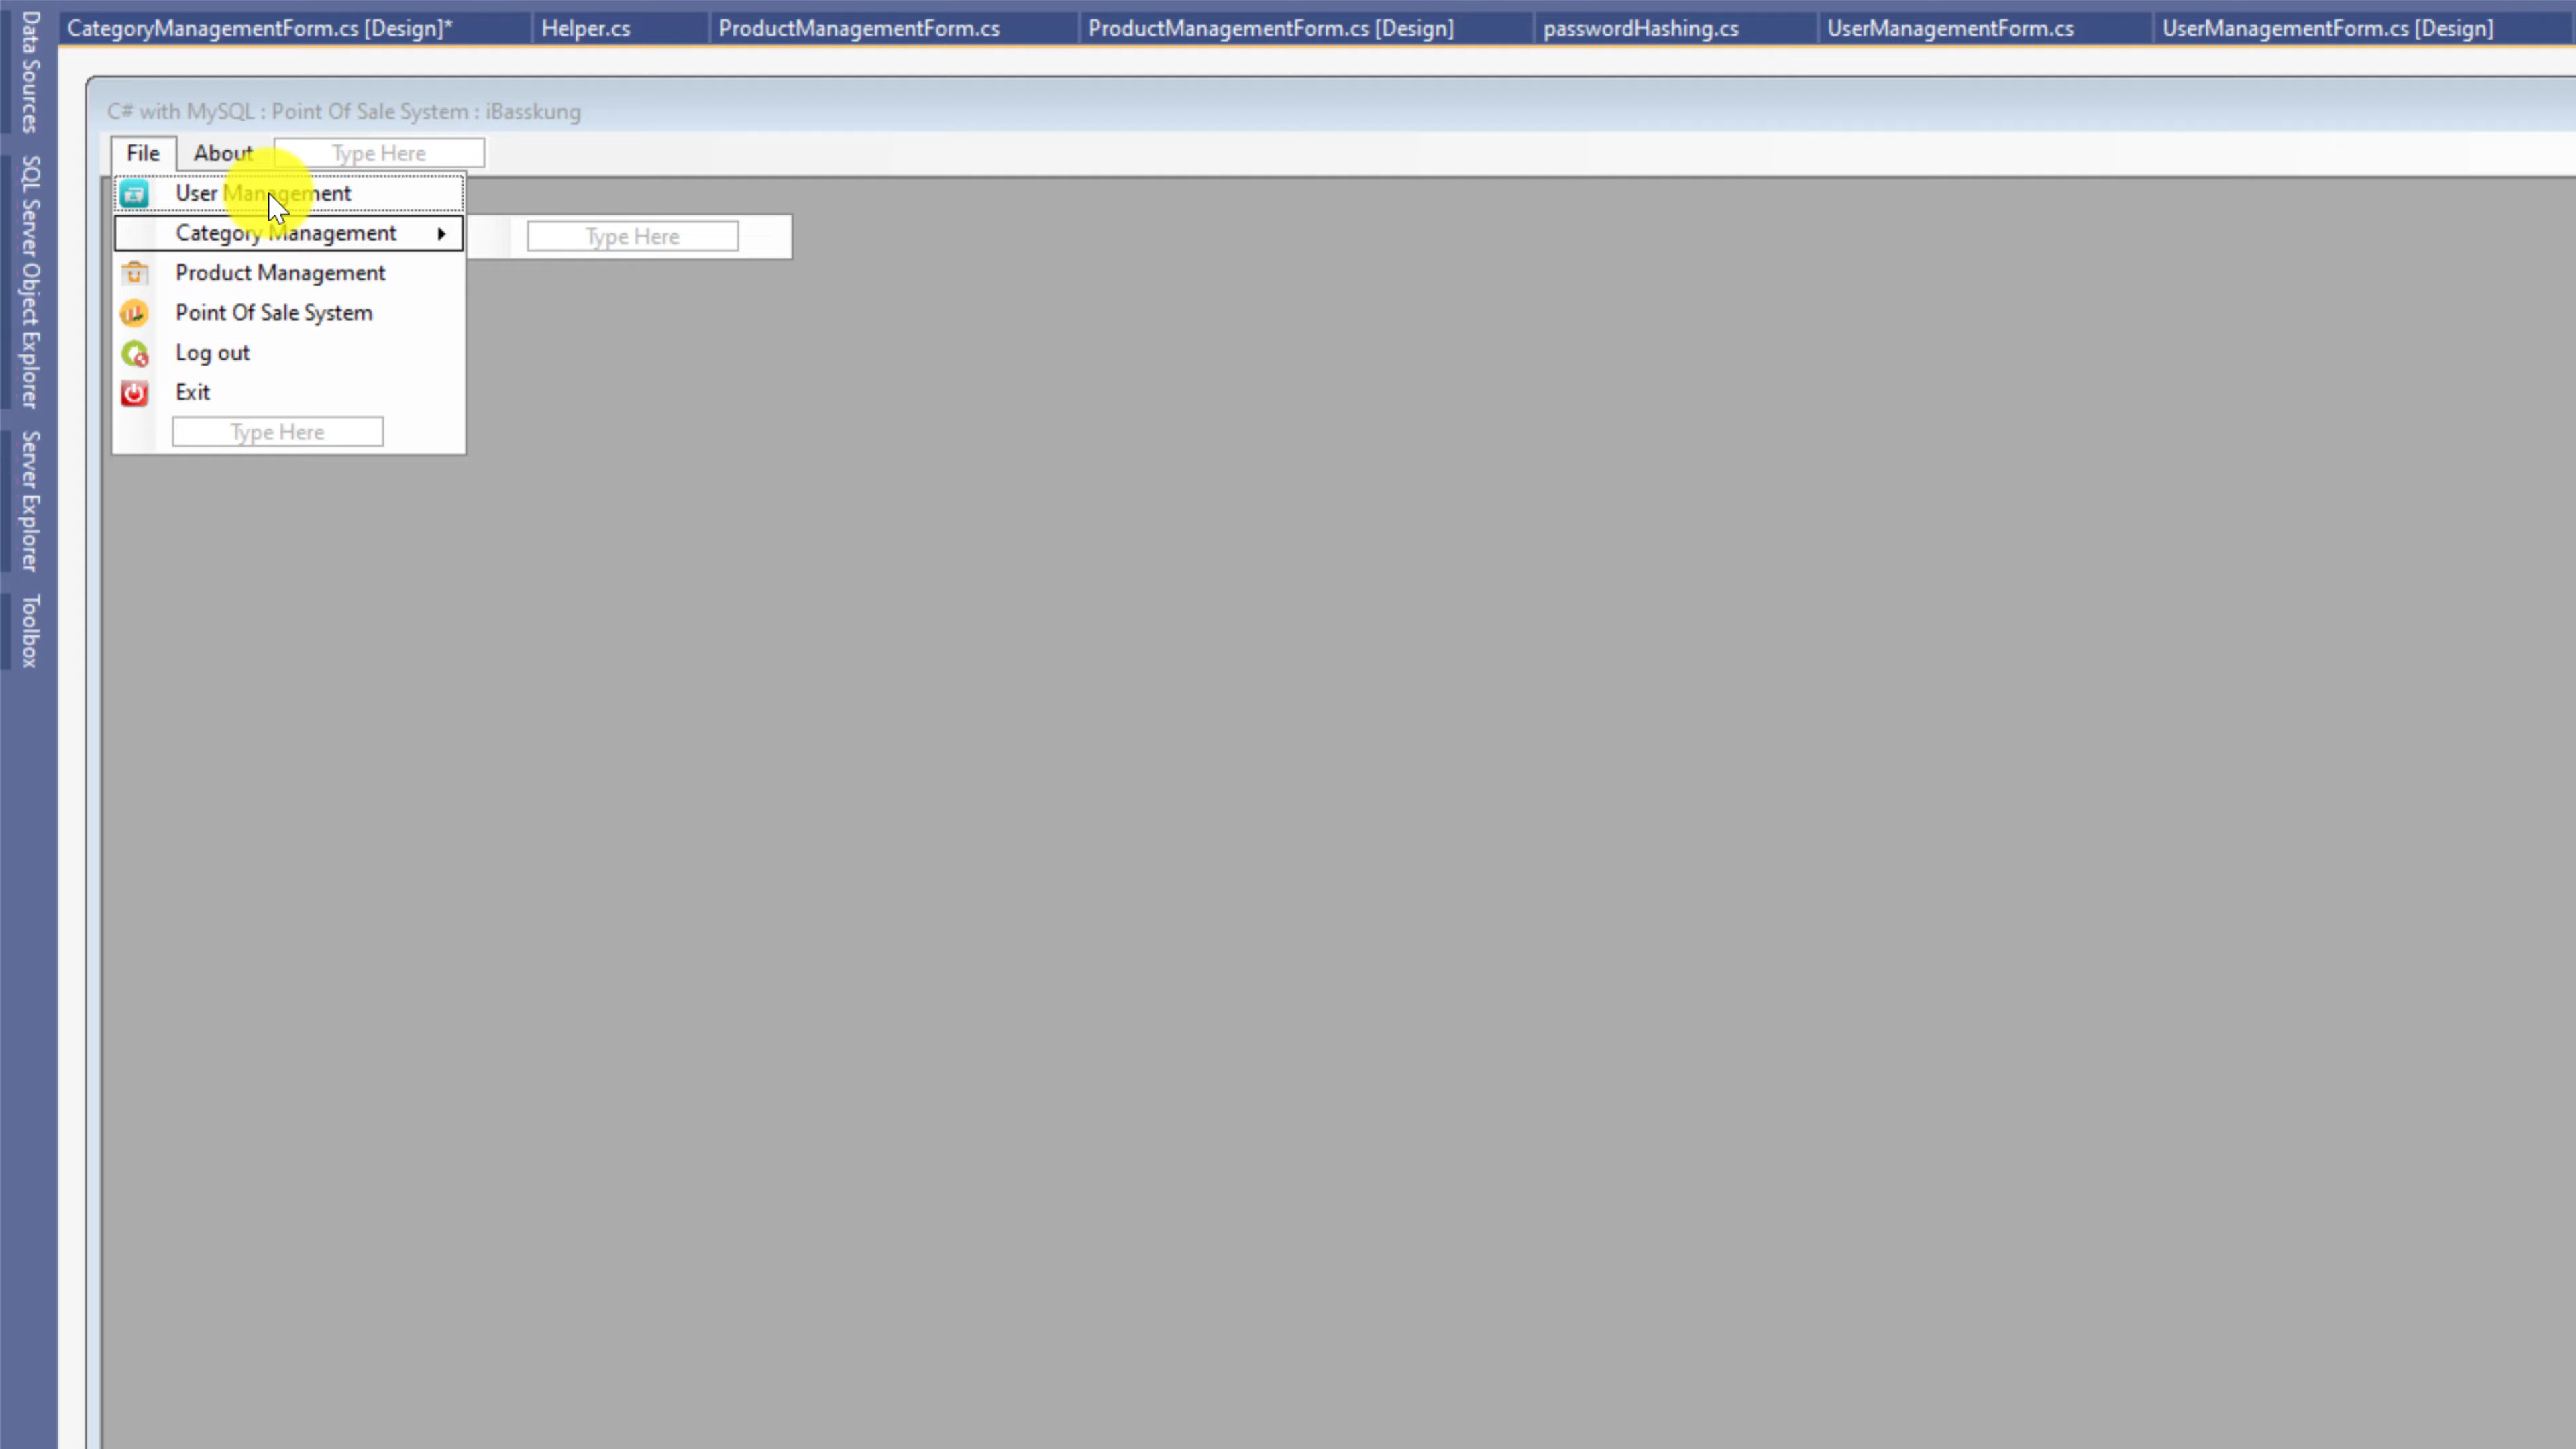 CategoryManagementForm.cs [Design]*
Helper.cs
ProductManagementForm.cs
ProductManagementForm.cs [Design]
passwordHashing.cs
UserManagementForm.cs
UserManagementForm.cs [Design]
Data Sources
SQL Server Object Explorer
Server Explorer
Toolbox
C# with MySQL : Point Of Sale System : iBasskung
File
About
Type Here
User Management
Category Management
Type Here
Product Management
Point Of Sale System
Log out
Exit
Type Here